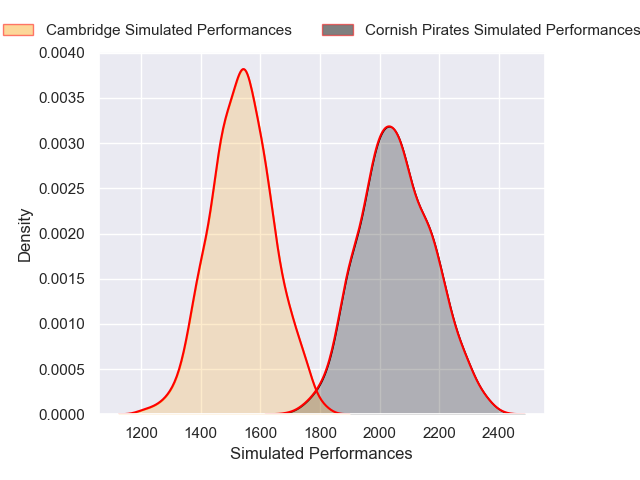 Cambridge Simulated Performances
Cornish Pirates Simulated Performances
0.0040
0.0035
0.0030
0.0025
0.0020
0.0015
0.0010
0.0005
0.0000
Density
1200 1400 1600 1800 2000 2200 2400
Simulated Performances